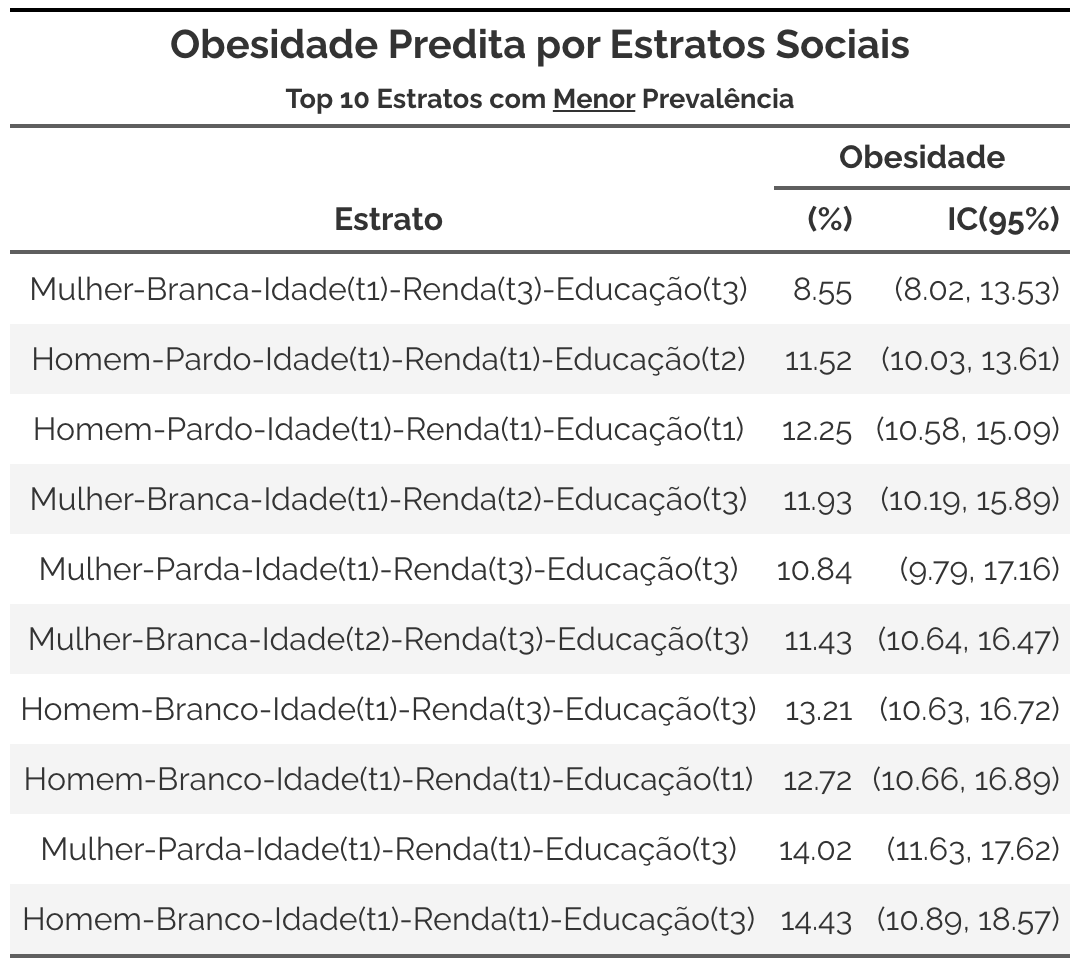 Obesidade Predita por Estratos Sociais
Top 10 Estratos com Menor Prevalência
Obesidade
Estrato (%) IC(95%)
Mulher-Branca-Idade(t1)-Renda(t3)-Educação(t3) 8.55 (8.02, 13.53)
Homem-Pardo-Idade(t1)-Renda(t1)-Educação(t2) 11.52 (10.03, 13.61)
Homem-Pardo-Idade(t1)-Renda(t1)-Educação(t1) 12.25 (10.58, 15.09)
Mulher-Branca-Idade(t1)-Renda(t2)-Educação(t3) 11.93 (10.19, 15.89)
Mulher-Parda-Idade(t1)-Renda(t3)-Educação(t3) 10.84 (9.79, 17.16)
Mulher-Branca-Idade(t2)-Renda(t3)-Educação(t3) 11.43 (10.64, 16.47)
Homem-Branco-Idade(t1)-Renda(t3)-Educação(t3) 13.21 (10.63, 16.72)
Homem-Branco-Idade(t1)-Renda(t1)-Educação(t1) 12.72 (10.66, 16.89)
Mulher-Parda-Idade(t1)-Renda(t1)-Educação(t3) 14.02 (11.63, 17.62)
Homem-Branco-Idade(t1)-Renda(t1)-Educação(t3) 14.43 (10.89, 18.57)